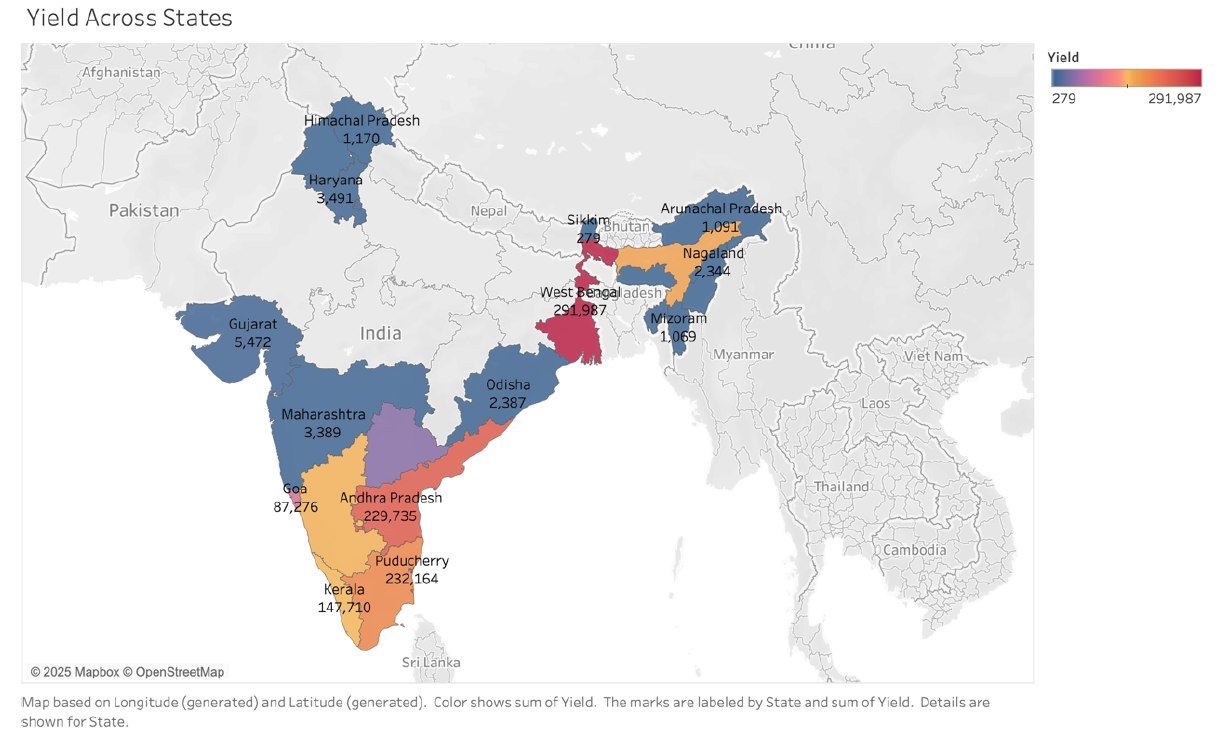 Yield Across States
China
Afghanistan
Yield
279
291,987
Himachal Pradesh
1,170
Haryana
3,491
Pakistan
Nepal
Sikkim
279
Bhutan
Arunachal Pradesh
1,091
Nagaland
2,344
West Bengal
291,987
Bangladesh
Mizoram
1,069
Gujarat
5,472
India
Myanmar
Viet Nam
Laos
Odisha
2,387
Maharashtra
3,389
Goa
87,276
Andhra Pradesh
229,735
Thailand
Cambodia
Puducherry
232,164
Kerala
147,710
Sri Lanka
© 2025 Mapbox © OpenStreetMap
Map based on Longitude (generated) and Latitude (generated).  Color shows sum of Yield.  The marks are labeled by State and sum of Yield.  Details are
shown for State.